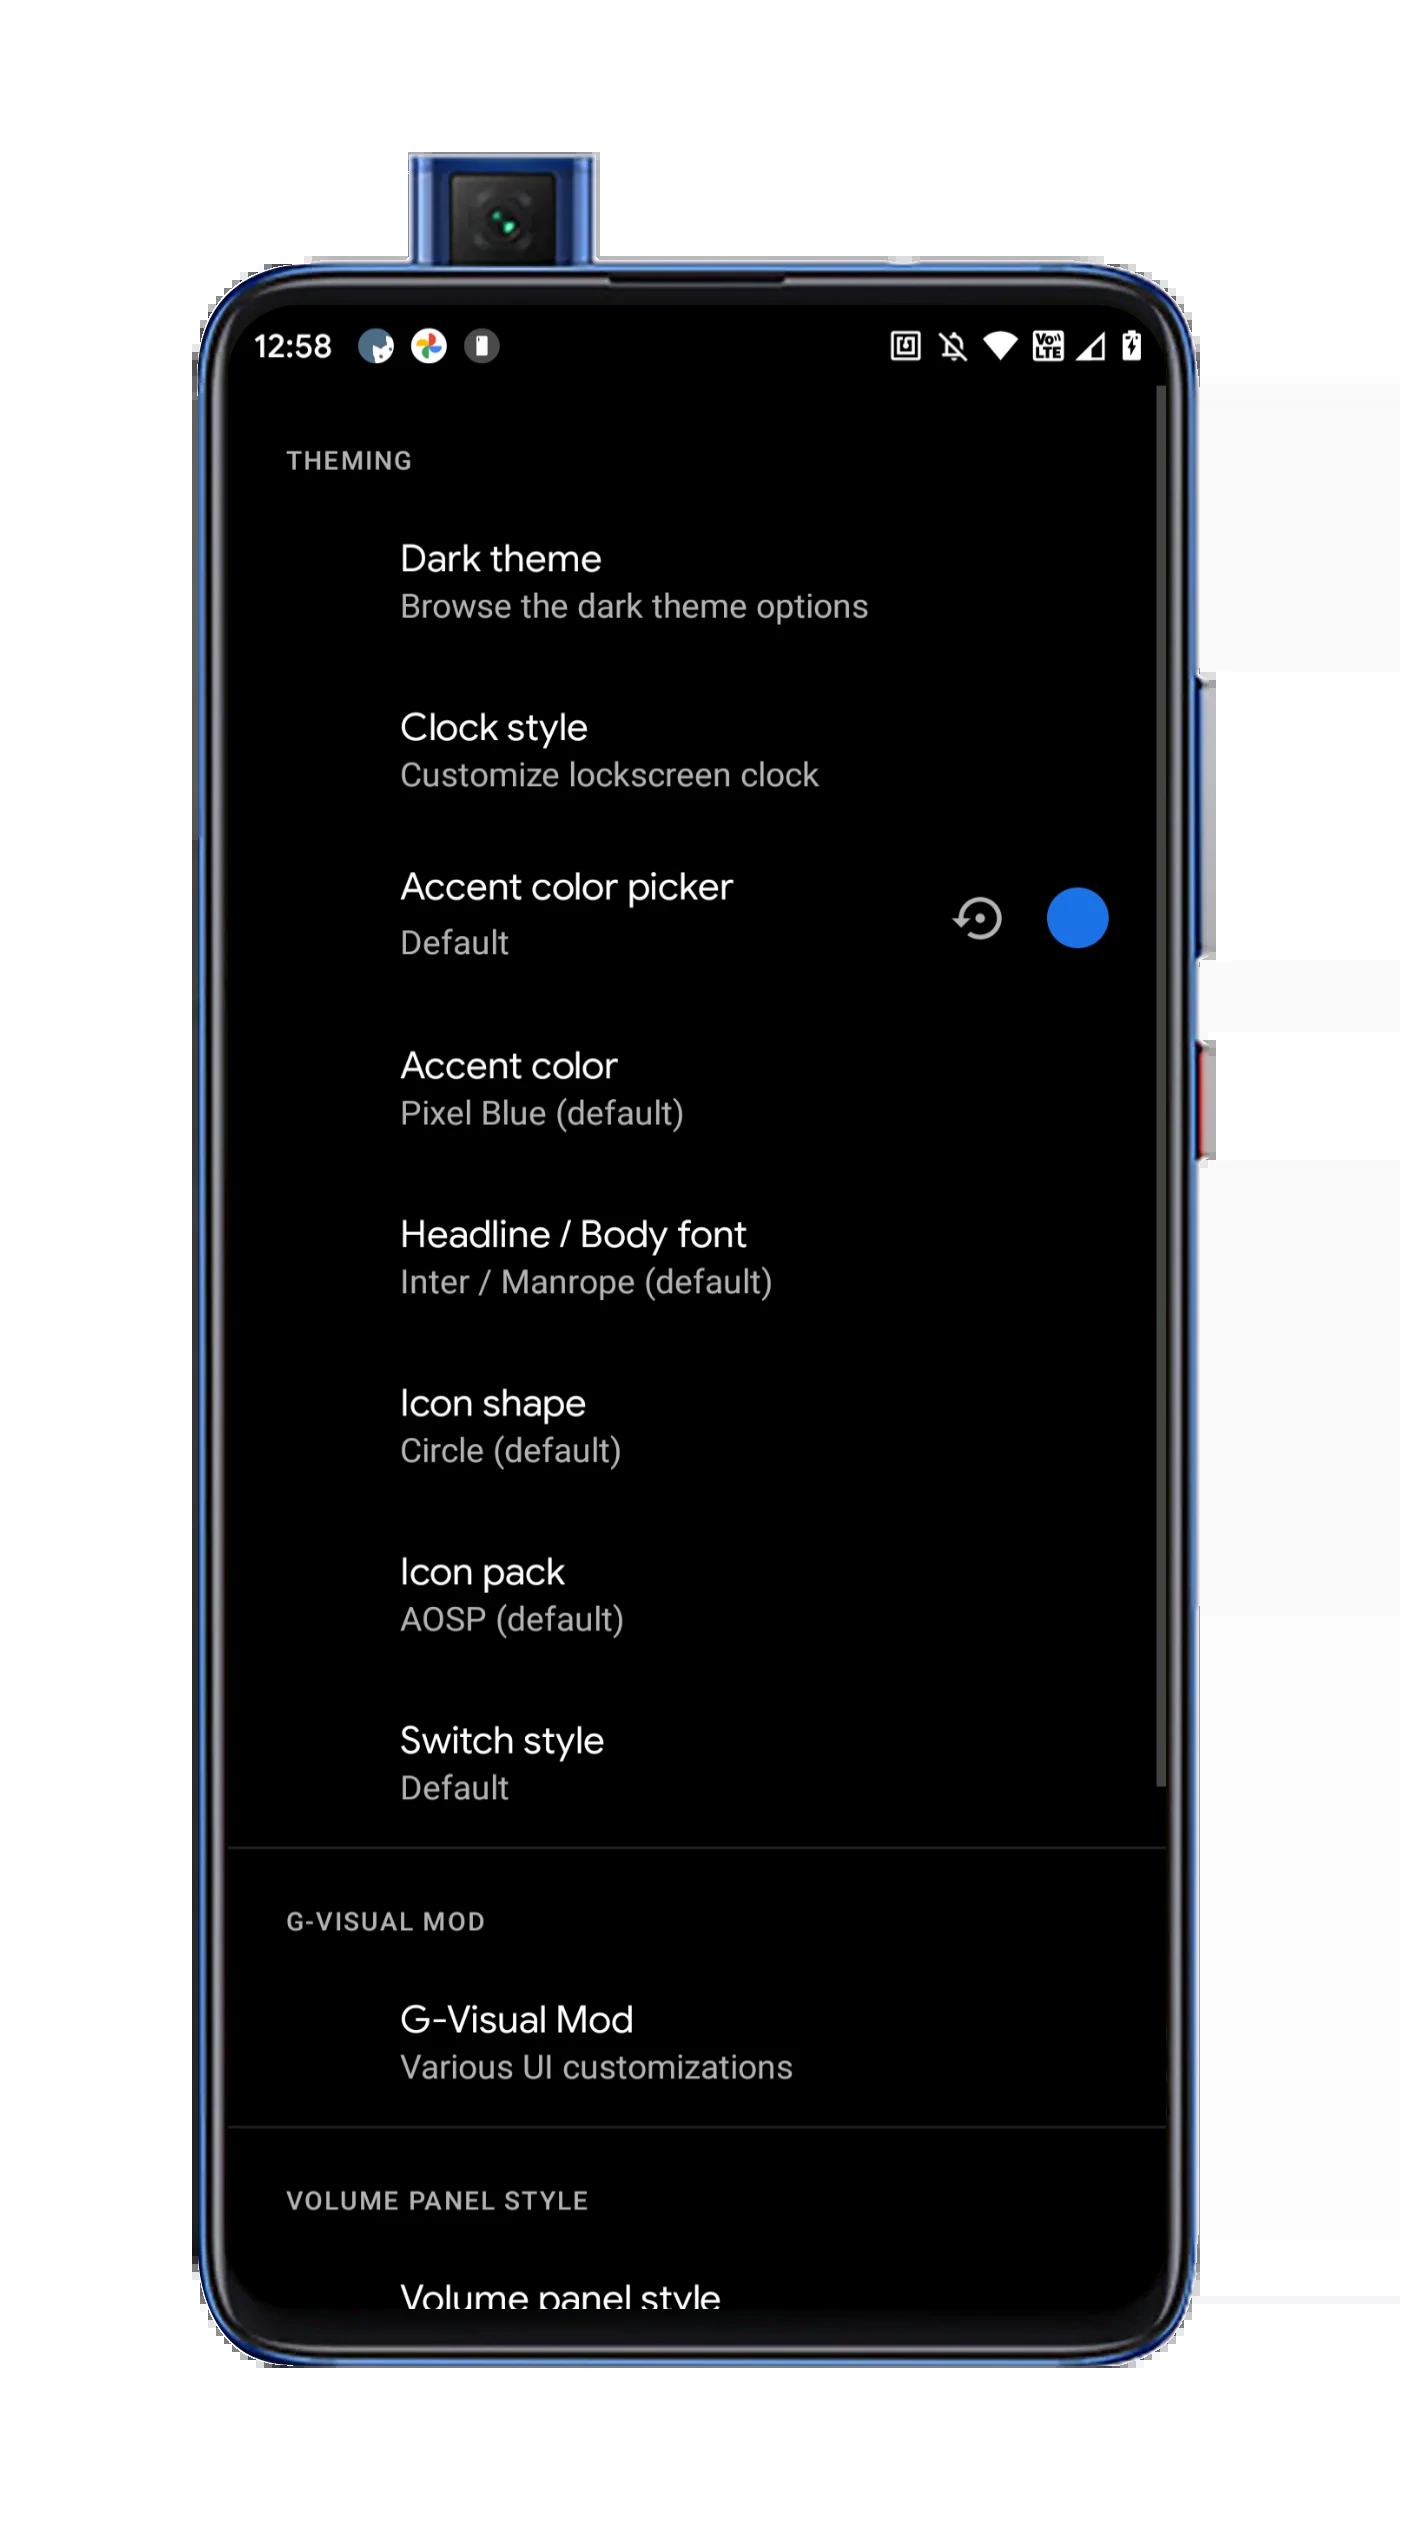 12:58
Vo))
LTE
THEMING
Dark theme
Browse the dark theme options
Clock style
Customize lockscreen clock
Accent color picker
Default
Accent color
Pixel Blue (default)
Headline / Body font
Inter / Manrope (default)
Icon shape
Circle (default)
Icon pack
AOSP (default)
Switch style
Default
G-VISUAL MOD
G-Visual Mod
Various UI customizations
VOLUME PANEL STYLE
Volume panel style